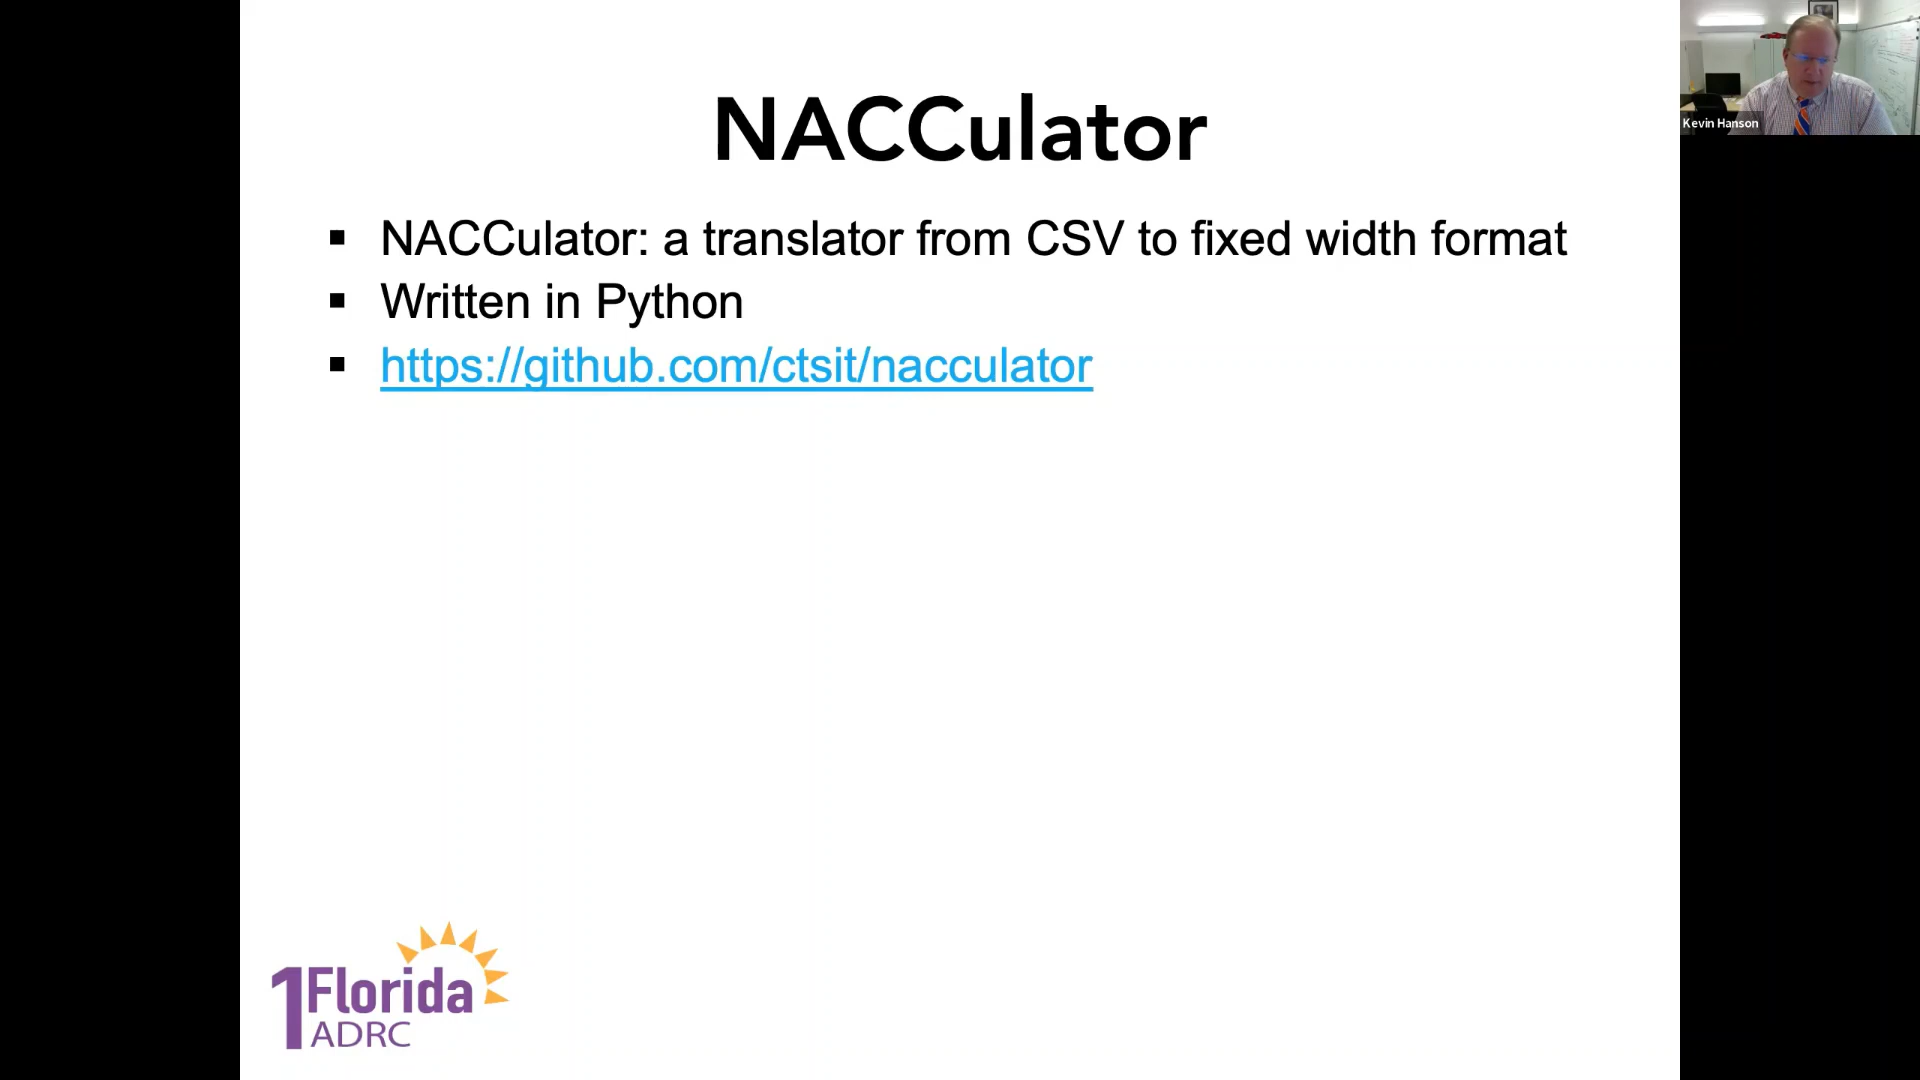 NACCulator
▪ NACCulator: a translator from CSV to fixed width format
▪ Written in Python
▪ https://github.com/ctsit/nacculator
1Florida
ADRC
Kevin Hanson